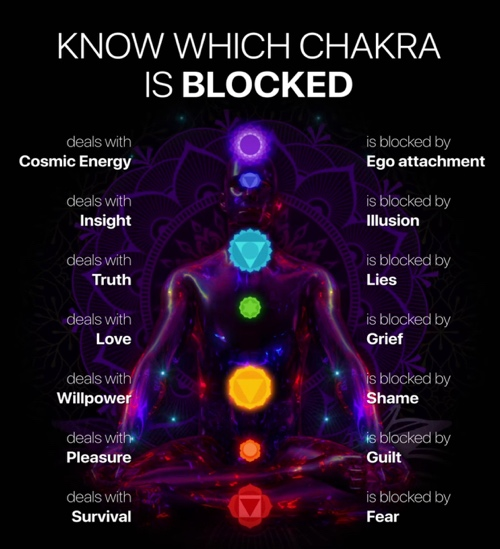 KNOW WHICH CHAKRA
IS BLOCKED
deals with
Cosmic Energy
is blocked by
Ego attachment
deals with
Insight
is blocked by
Illusion
deals with
Truth
is blocked by
Lies
deals with
Love
is blocked by
Grief
deals with
Willpower
is blocked by
Shame
deals with
Pleasure
is blocked by
Guilt
deals with
Survival
is blocked by
Fear